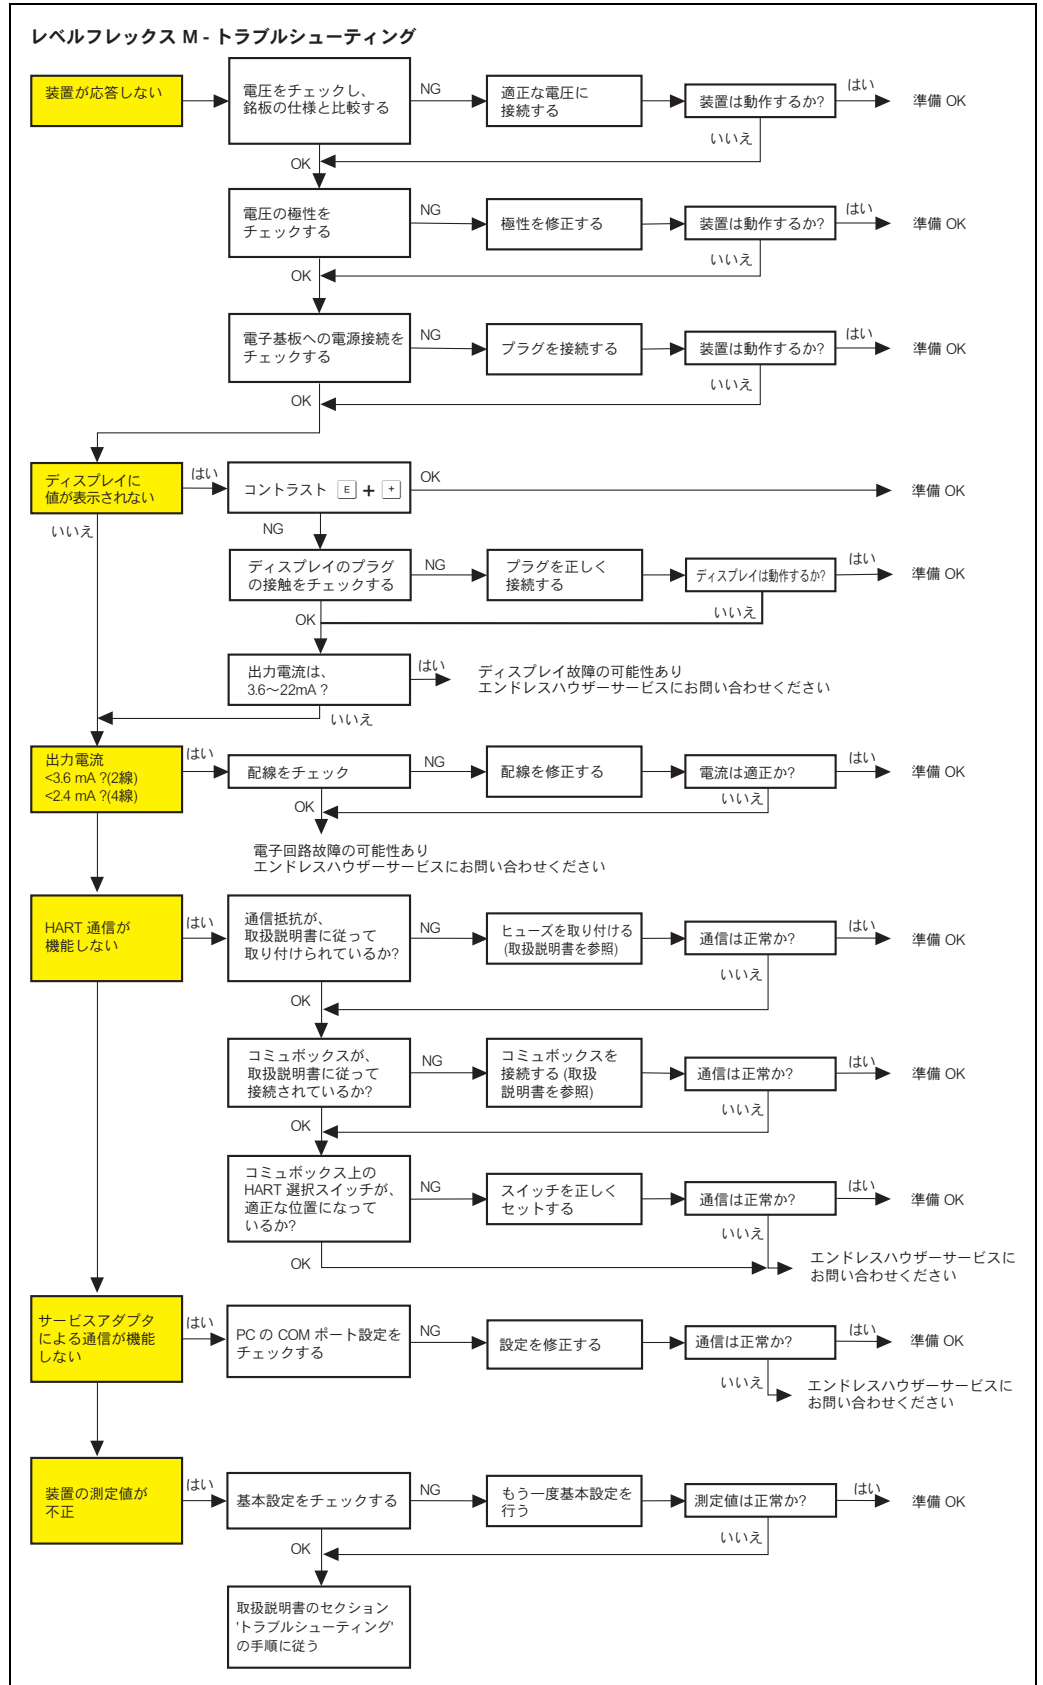 レベルフレックス M - トラブルシューティング
装置が応答しない
電圧をチェックし、
銘板の仕様と比較する
NG
適正な電圧に
接続する
装置は動作するか?
はい
準備 OK
いいえ
OK
電圧の極性を
チェックする
NG
極性を修正する
装置は動作するか?
はい
準備 OK
いいえ
OK
電子基板への電源接続を
チェックする
NG
プラグを接続する
装置は動作するか?
はい
準備 OK
いいえ
OK
ディスプレイに
値が表示されない
はい
コントラスト E + +
OK
準備 OK
いいえ
NG
ディスプレイのプラグ
の接触をチェックする
NG
プラグを正しく
接続する
ディスプレイは動作するか?
はい
準備 OK
いいえ
OK
出力電流は、
3.6～22mA ?
はい
ディスプレイ故障の可能性あり
エンドレスハウザーサービスにお問い合わせください
いいえ
出力電流
<3.6 mA ?(2線)
<2.4 mA ?(4線)
はい
配線をチェック
NG
配線を修正する
電流は適正か?
はい
準備 OK
いいえ
OK
電子回路故障の可能性あり
エンドレスハウザーサービスにお問い合わせください
HART 通信が
機能しない
はい
通信抵抗が、
取扱説明書に従って
取り付けられているか?
NG
ヒューズを取り付ける
(取扱説明書を参照)
通信は正常か?
はい
準備 OK
いいえ
OK
コミュボックスが、
取扱説明書に従って
接続されているか?
NG
コミュボックスを
接続する (取扱
説明書を参照)
通信は正常か?
はい
準備 OK
いいえ
OK
コミュボックス上の
HART 選択スイッチが、
適正な位置になって
いるか?
NG
スイッチを正しく
セットする
通信は正常か?
はい
準備 OK
いいえ
OK
エンドレスハウザーサービスに
お問い合わせください
サービスアダプタ
による通信が機能
しない
はい
PC の COM ポート設定を
チェックする
NG
設定を修正する
通信は正常か?
はい
準備 OK
いいえ
エンドレスハウザーサービスに
お問い合わせください
装置の測定値が
不正
はい
基本設定をチェックする
NG
もう一度基本設定を
行う
測定値は正常か?
はい
準備 OK
いいえ
OK
取扱説明書のセクション
'トラブルシューティング'
の手順に従う